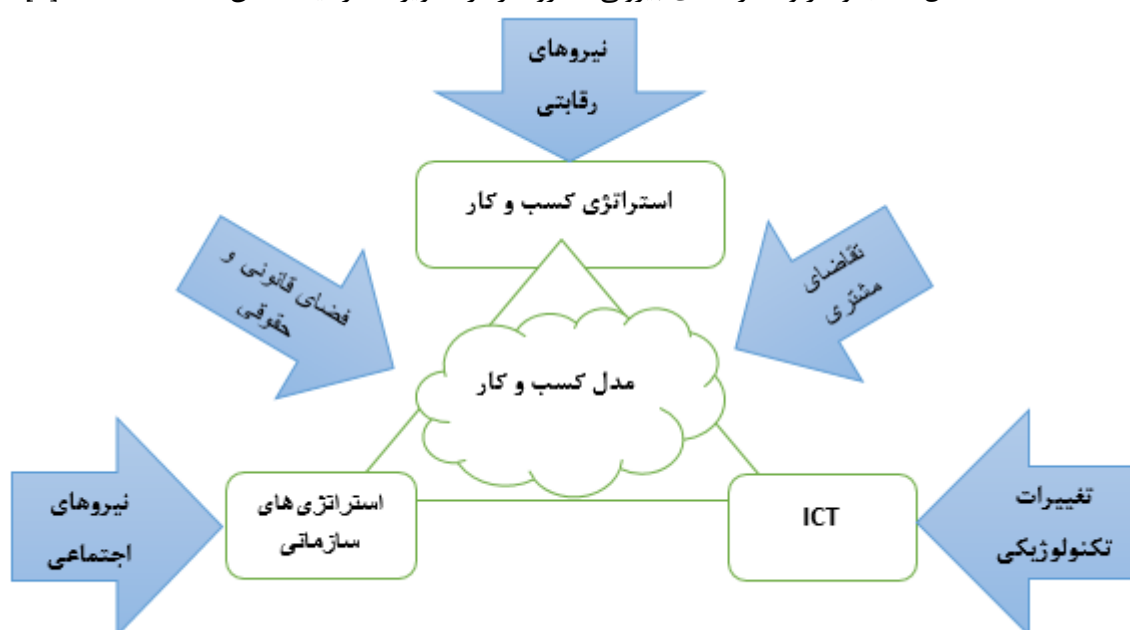 نیروهای
رقابتی
استراتژی کسب و کار
فضای قانونی و
حقوقی
تقاضای
مشتری
مدل کسب و کار
نیروهای
اجتماعی
استراتژی‌های
سازمانی
ICT
تغییرات
تکنولوژیکی